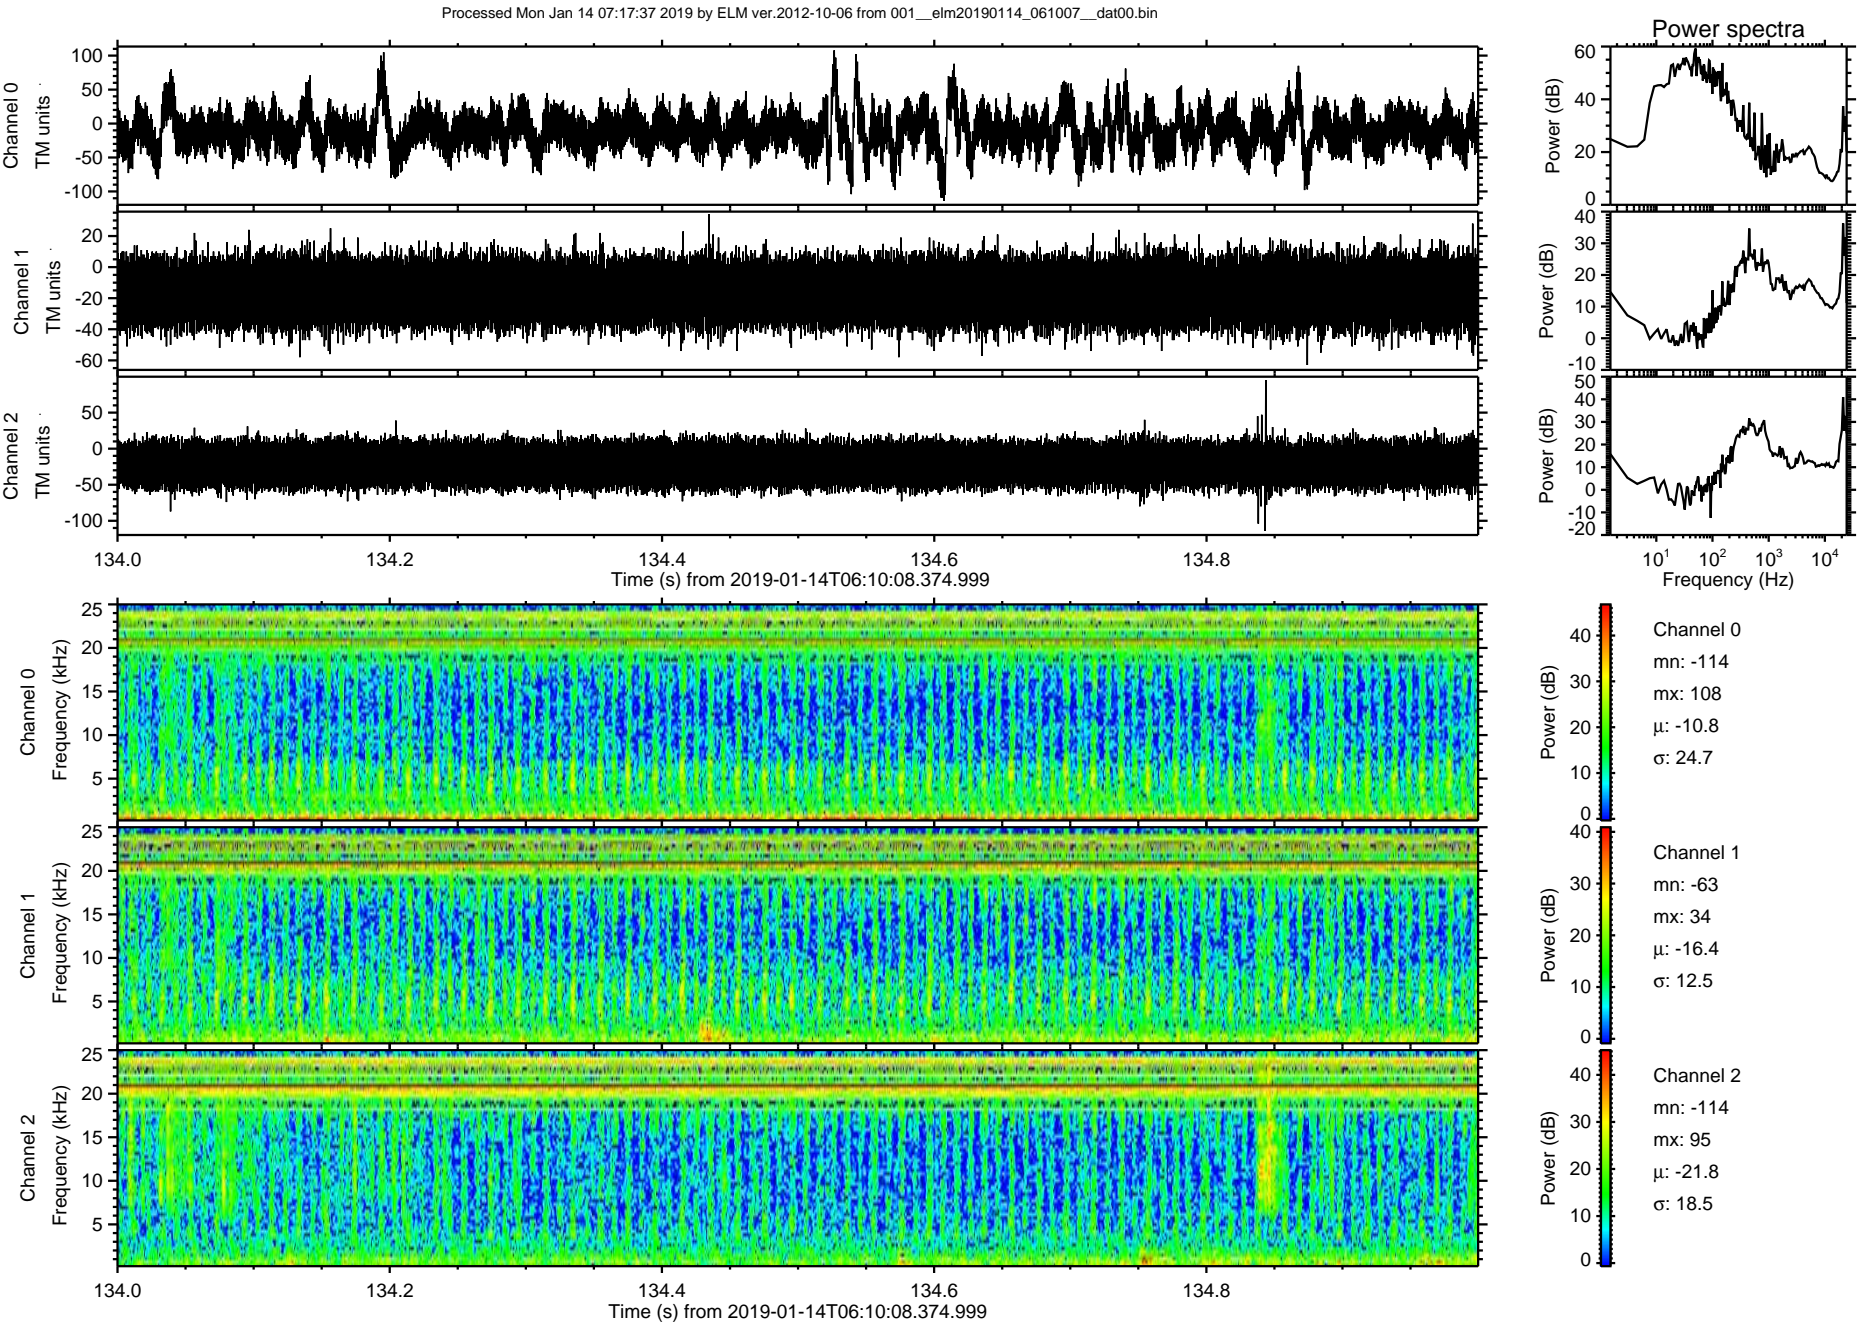 Processed Mon Jan 14 07:17:37 2019 by ELM ver.2012-10-06 from 001__elm20190114_061007__dat00.bin
Power spectra
Channel 0
TM units
100
50
0
-50
-100
Power (dB)
60
40
20
0
Channel 1
TM units
20
0
-20
-40
-60
Power (dB)
40
30
20
10
0
-10
Channel 2
TM units
50
0
-50
-100
Power (dB)
50
40
30
20
10
0
-10
-20
134.0 134.2 134.4 134.6 134.8
Time (s) from 2019-01-14T06:10:08.374.999
10¹ 10² 10³ 10⁴
Frequency (Hz)
Channel 0
Frequency (kHz)
25
20
15
10
5
Power (dB)
40
30
20
10
0
Channel 0
mn: -114
mx: 108
μ: -10.8
σ: 24.7
Channel 1
Frequency (kHz)
25
20
15
10
5
Power (dB)
40
30
20
10
0
Channel 1
mn: -63
mx: 34
μ: -16.4
σ: 12.5
Channel 2
Frequency (kHz)
25
20
15
10
5
Power (dB)
40
30
20
10
0
Channel 2
mn: -114
mx: 95
μ: -21.8
σ: 18.5
134.0 134.2 134.4 134.6 134.8
Time (s) from 2019-01-14T06:10:08.374.999